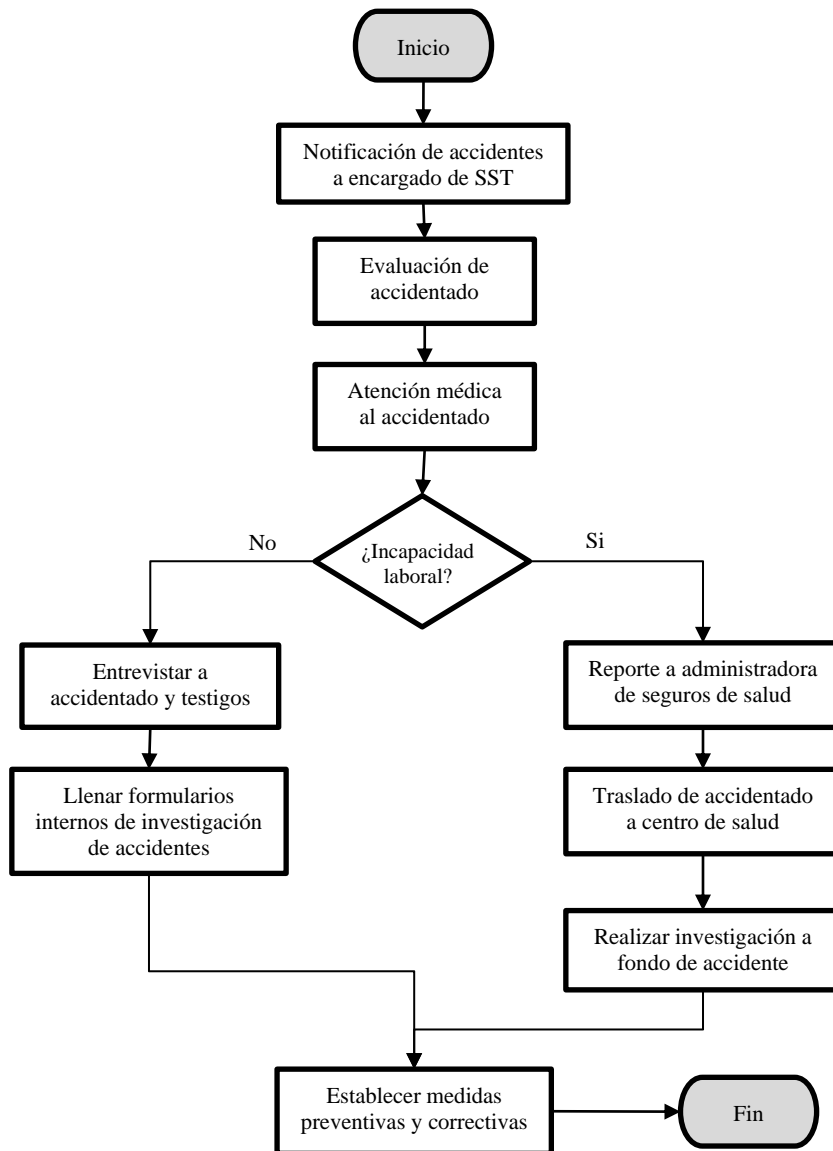 Inicio
Notificación de accidentes
a encargado de SST
Evaluación de
accidentado
Atención médica
al accidentado
¿Incapacidad
laboral?
No
Si
Entrevistar a
accidentado y testigos
Llenar formularios
internos de investigación
de accidentes
Reporte a administradora
de seguros de salud
Traslado de accidentado
a centro de salud
Realizar investigación a
fondo de accidente
Establecer medidas
preventivas y correctivas
Fin